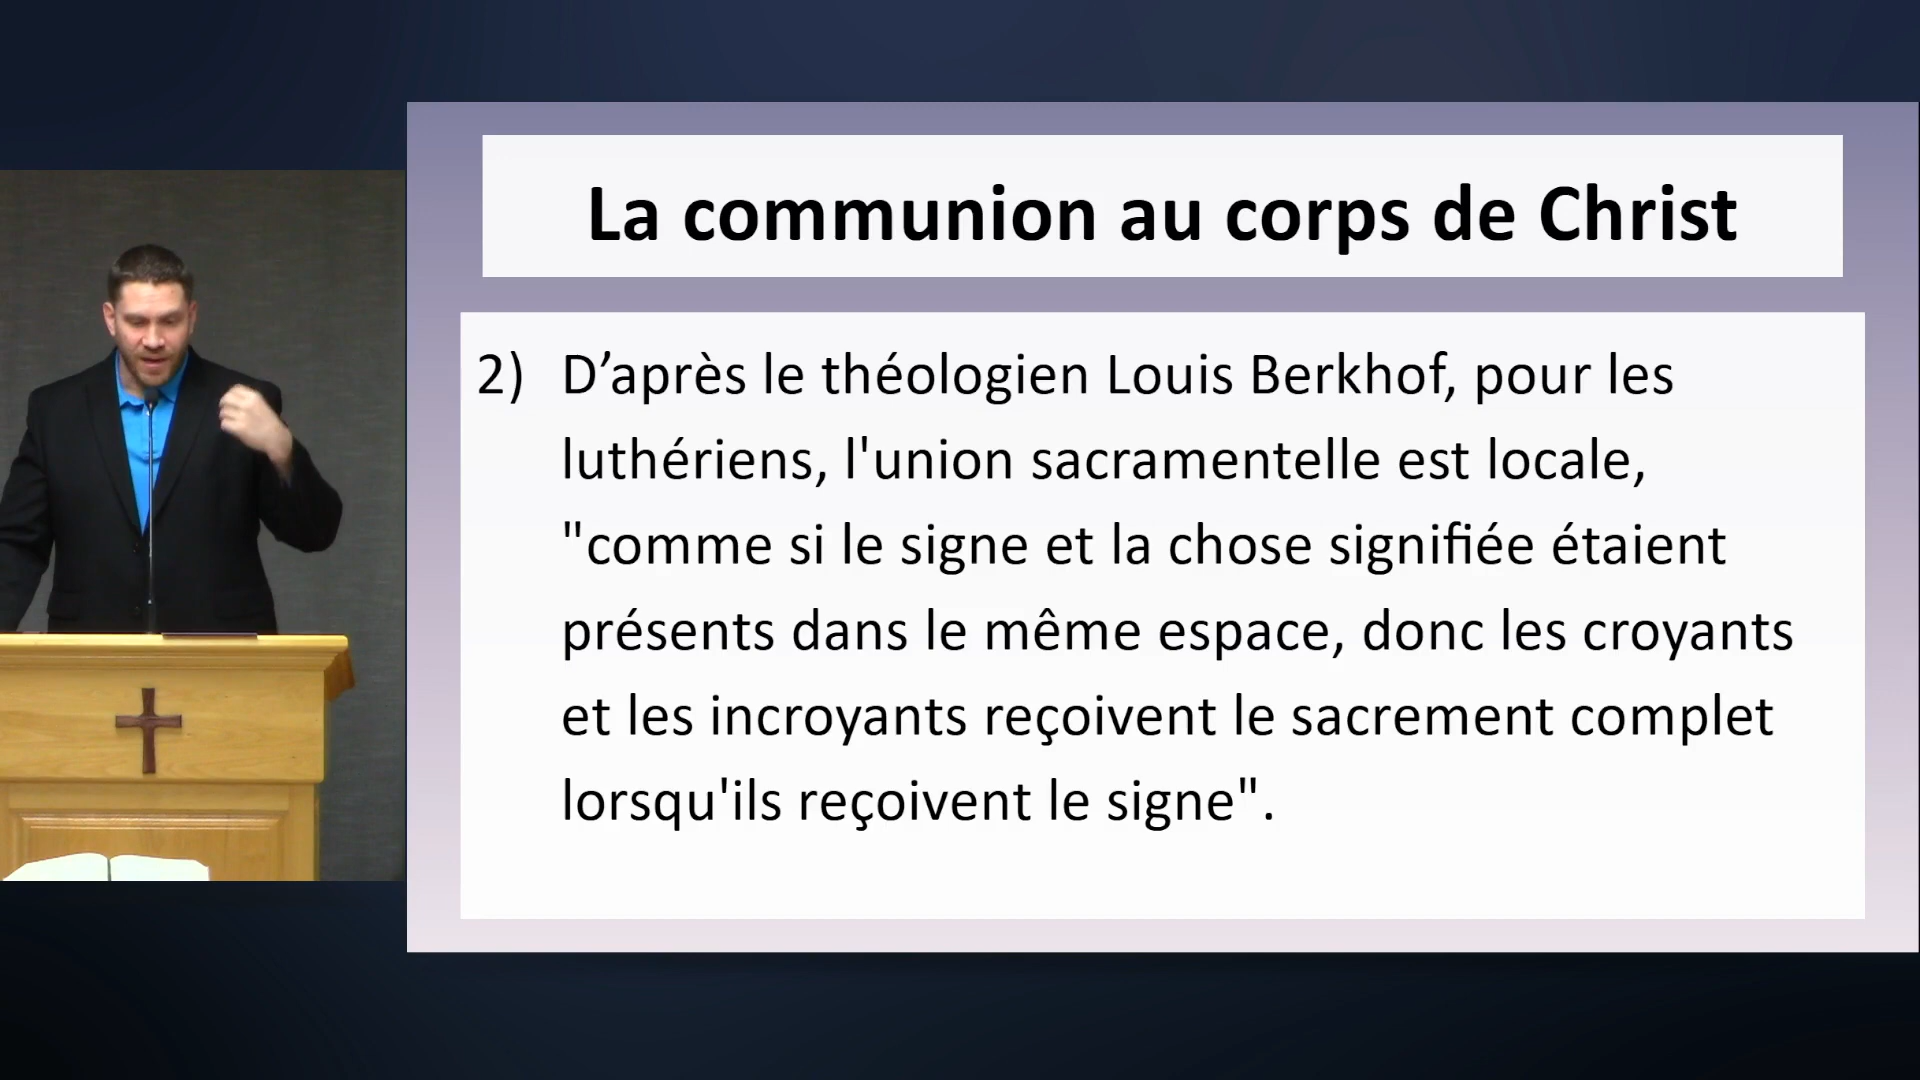 La communion au corps de Christ
2) D’après le théologien Louis Berkhof, pour les
luthériens, l'union sacramentelle est locale,
"comme si le signe et la chose signifiée étaient
présents dans le même espace, donc les croyants
et les incroyants reçoivent le sacrement complet
lorsqu'ils reçoivent le signe".